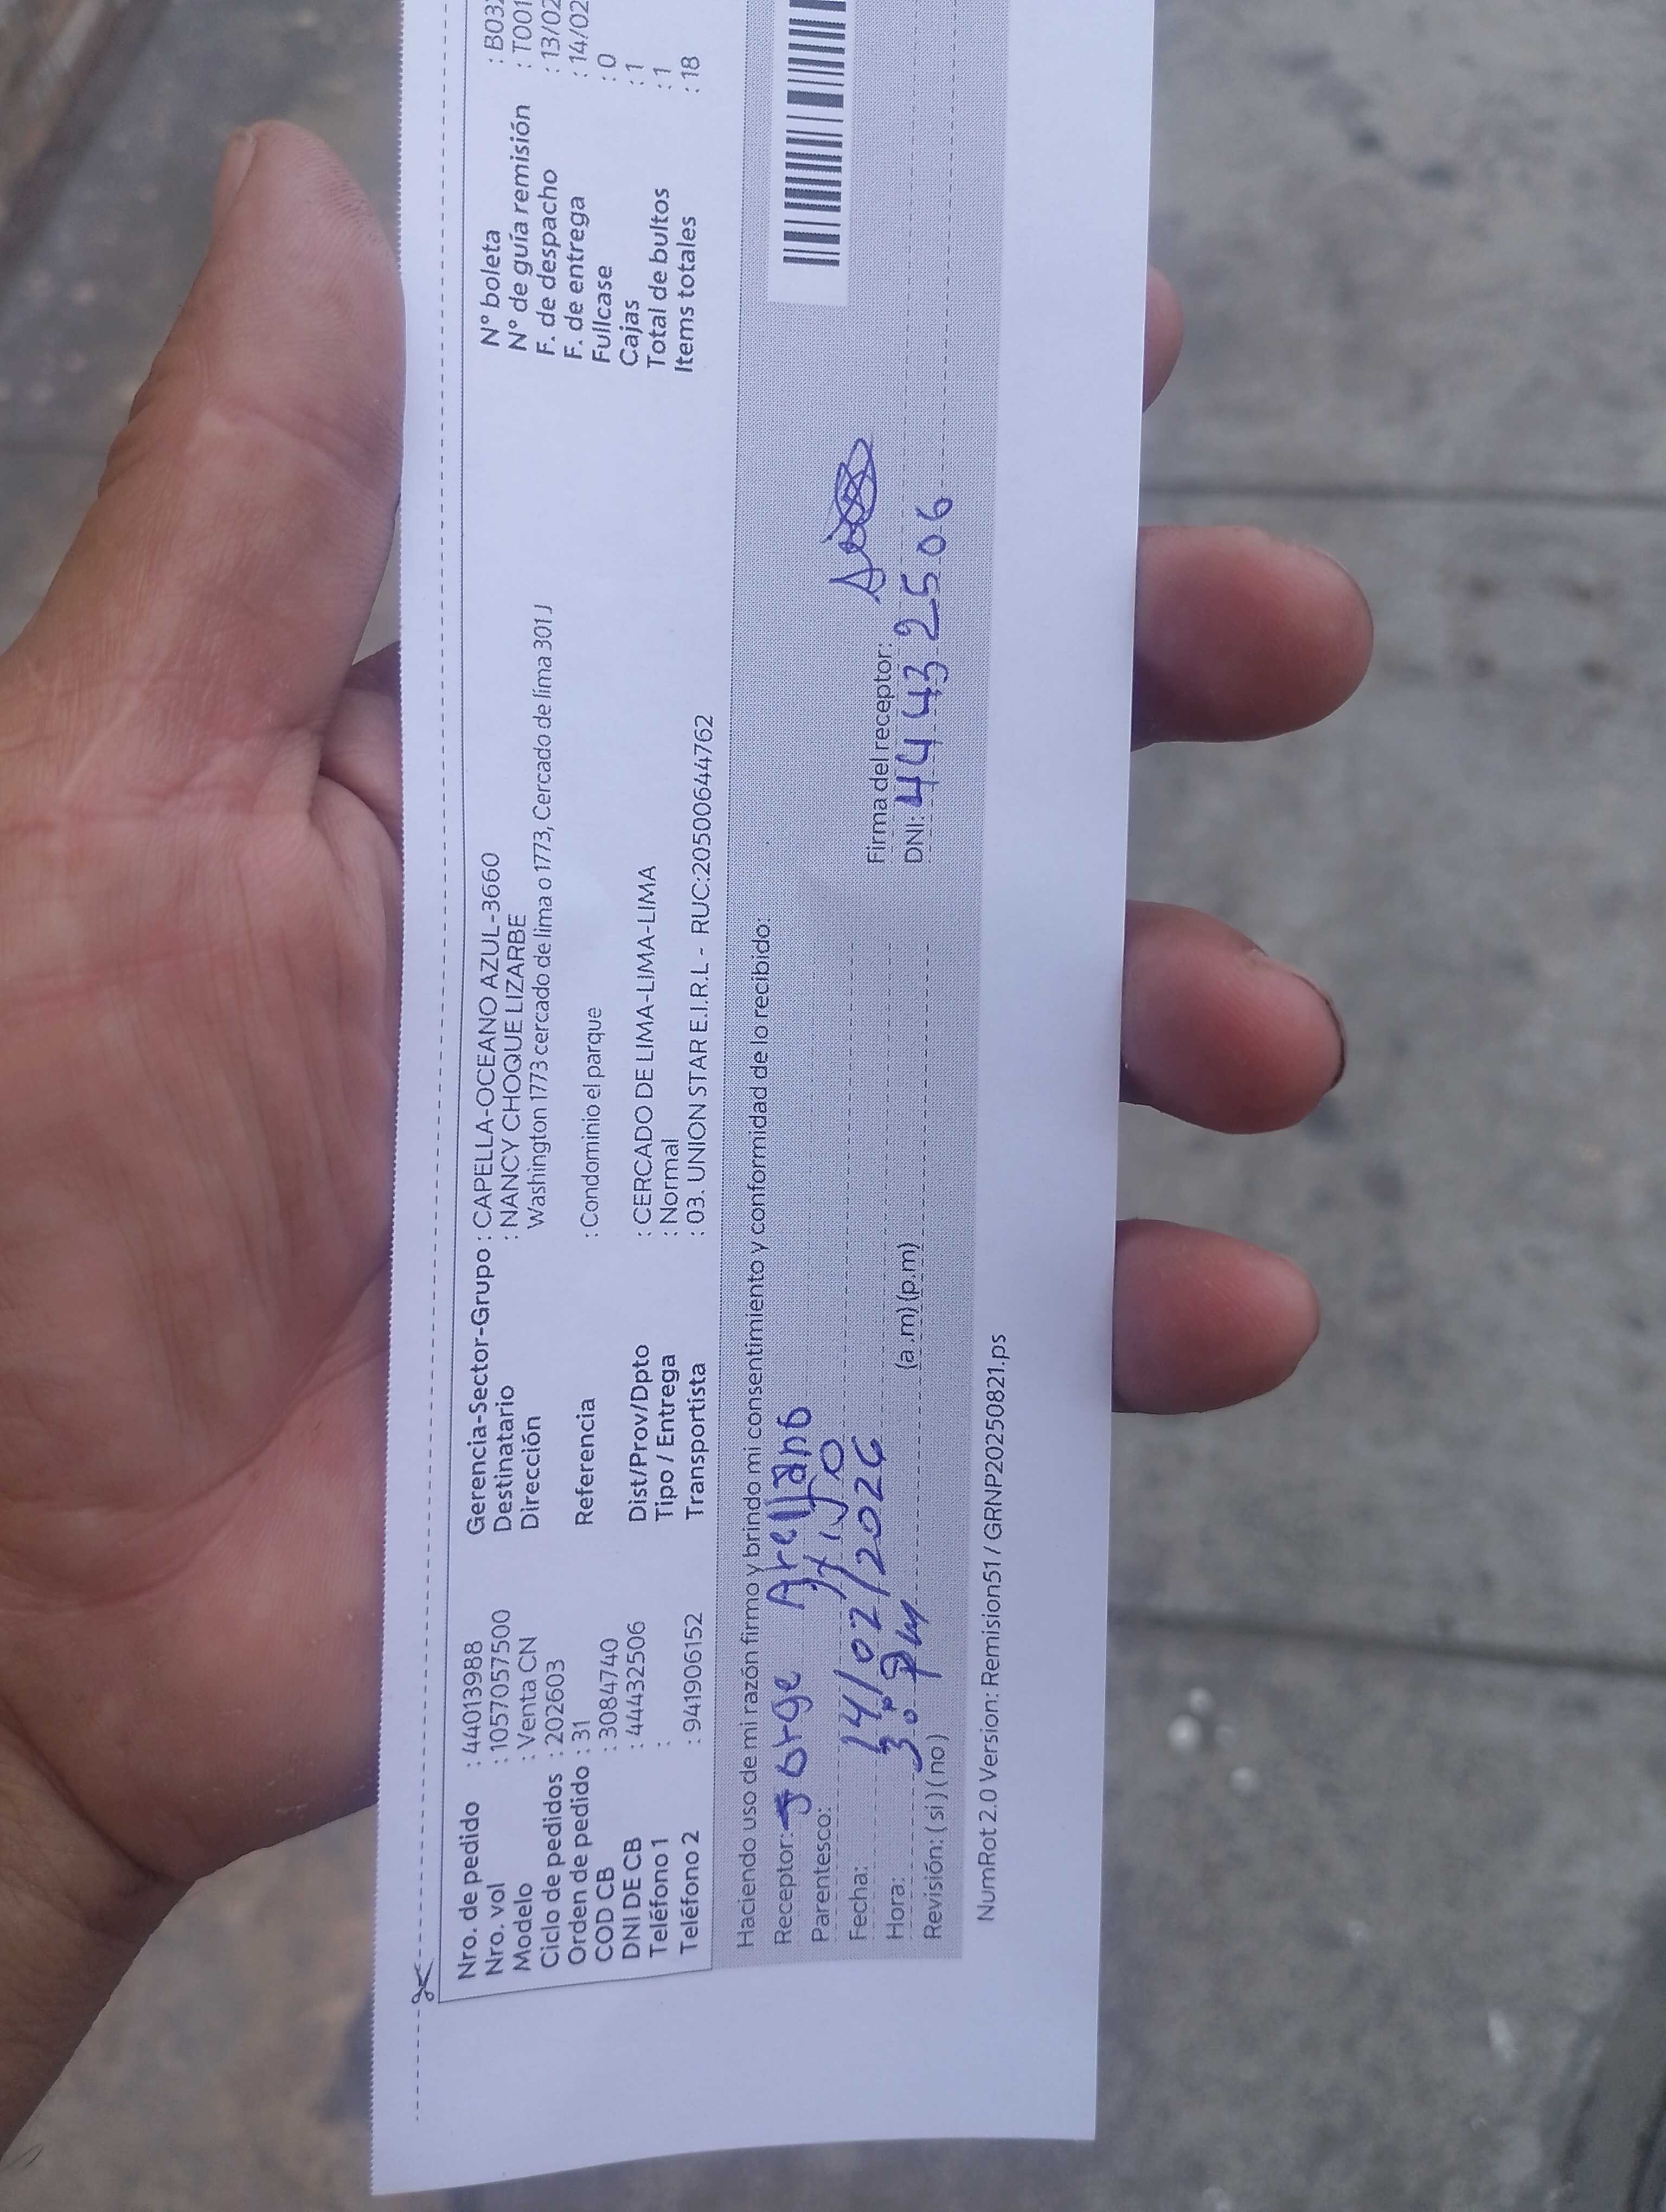 Nro. de pedido : 44013988
Nro. vol : 1057057500
Modelo : Venta CN
Ciclo de pedidos : 202603
Orden de pedido : 31
COD CB : 3084740
DNI DE CB : 44432506
Teléfono 1 :
Teléfono 2 : 941906152
Gerencia-Sector-Grupo : CAPELLA-OCEANO AZUL-3660
Destinatario : NANCY CHOQUE LIZARBE
Dirección Washington 1773 cercado de lima o 1773, Cercado de lima 301 J
Referencia : Condominio el parque
Dist/Prov/Dpto : CERCADO DE LIMA-LIMA-LIMA
Tipo / Entrega : Normal
Transportista : 03. UNION STAR E.I.R.L - RUC:20500644762
N° boleta : B03
N° de guía remisión : T001
F. de despacho : 13/02
F. de entrega : 14/02
Fullcase : 0
Cajas : 1
Total de bultos : 1
Items totales : 18
Haciendo uso de mi razón firmo y brindo mi consentimiento y conformidad de lo recibido:
Receptor: Jorge Arellano
Parentesco:
Fecha: 14/02/2026
Hora: 3: Pm (a.m) (p.m)
Revisión: ( si ) ( no )
Firma del receptor:
DNI: 44432506
NumRot 2.0 Version: Remision51 / GRNP20250821.ps